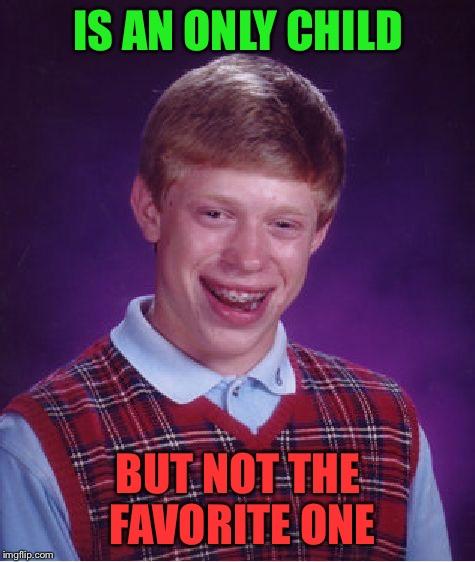 IS AN ONLY CHILD
BUT NOT THE
FAVORITE ONE
imgflip.com